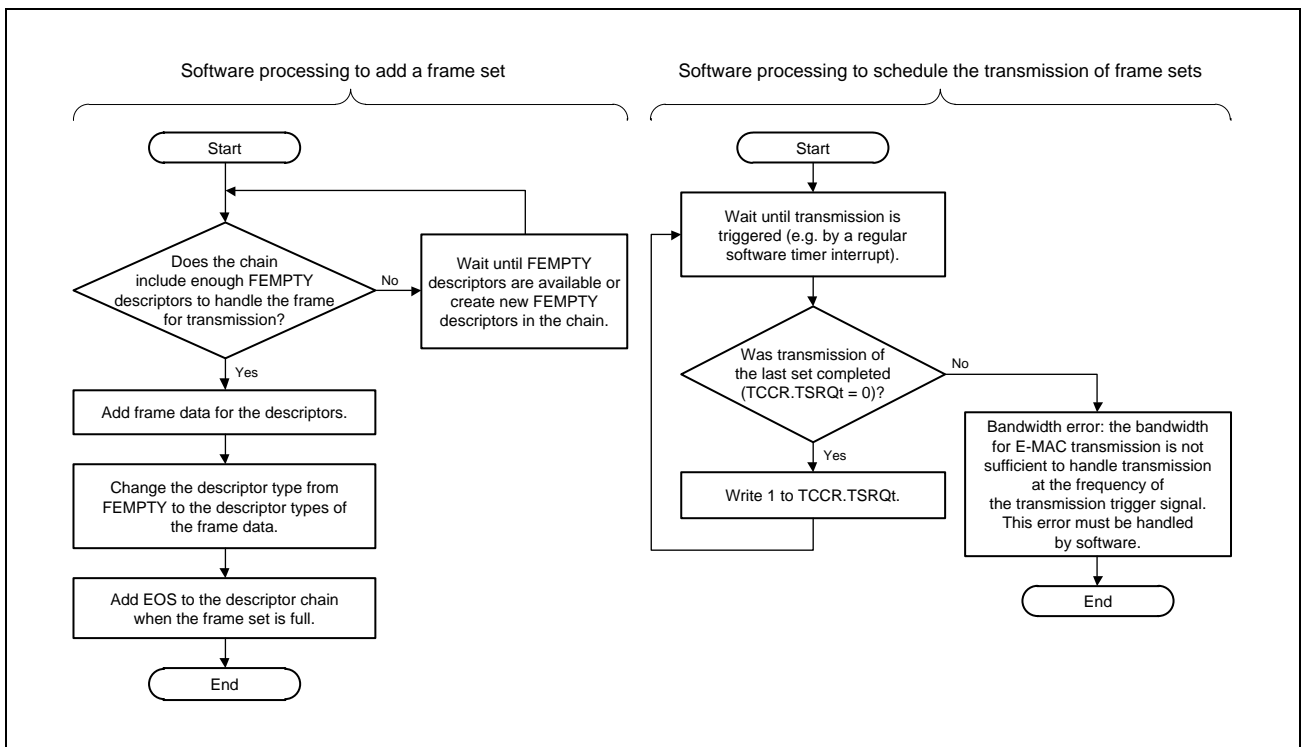 Software processing to add a frame set
Start
Does the chain
include enough FEMPTY
descriptors to handle the frame
for transmission?
No
Wait until FEMPTY
descriptors are available or
create new FEMPTY
descriptors in the chain.
Yes
Add frame data for the descriptors.
Change the descriptor type from
FEMPTY to the descriptor types of
the frame data.
Add EOS to the descriptor chain
when the frame set is full.
End
Software processing to schedule the transmission of frame sets
Start
Wait until transmission is
triggered (e.g. by a regular
software timer interrupt).
Was transmission of
the last set completed
(TCCR.TSRQt = 0)?
No
Yes
Write 1 to TCCR.TSRQt.
Bandwidth error: the bandwidth
for E-MAC transmission is not
sufficient to handle transmission
at the frequency of
the transmission trigger signal.
This error must be handled
by software.
End